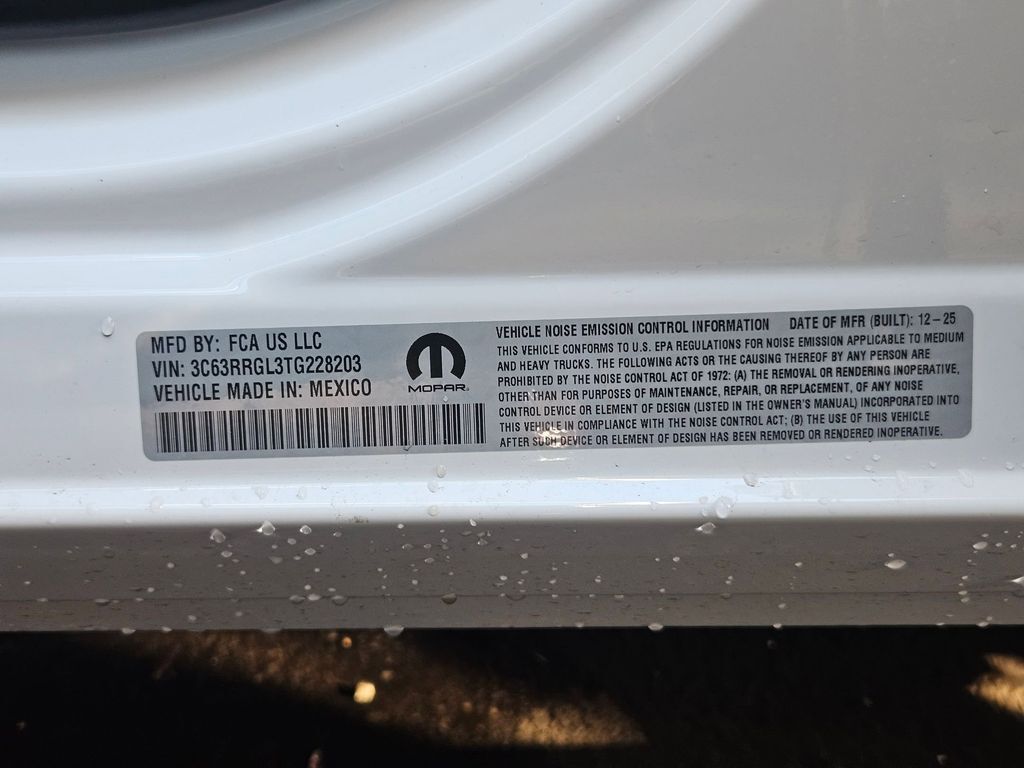 MFD BY: FCA US LLC
VIN: 3C63RRGL3TG228203
VEHICLE MADE IN: MEXICO
MOPAR
VEHICLE NOISE EMISSION CONTROL INFORMATION DATE OF MFR (BUILT): 12-25
THIS VEHICLE CONFORMS TO U.S. EPA REGULATIONS FOR NOISE EMISSION APPLICABLE TO MEDIUM
AND HEAVY TRUCKS. THE FOLLOWING ACTS OR THE CAUSING THEREOF BY ANY PERSON ARE
PROHIBITED BY THE NOISE CONTROL ACT OF 1972: (A) THE REMOVAL OR RENDERING INOPERATIVE,
OTHER THAN FOR PURPOSES OF MAINTENANCE, REPAIR, OR REPLACEMENT, OF ANY NOISE
CONTROL DEVICE OR ELEMENT OF DESIGN (LISTED IN THE OWNER'S MANUAL) INCORPORATED INTO
THIS VEHICLE IN COMPLIANCE WITH THE NOISE CONTROL ACT; (B) THE USE OF THIS VEHICLE
AFTER SUCH DEVICE OR ELEMENT OF DESIGN HAS BEEN REMOVED OR RENDERED INOPERATIVE.